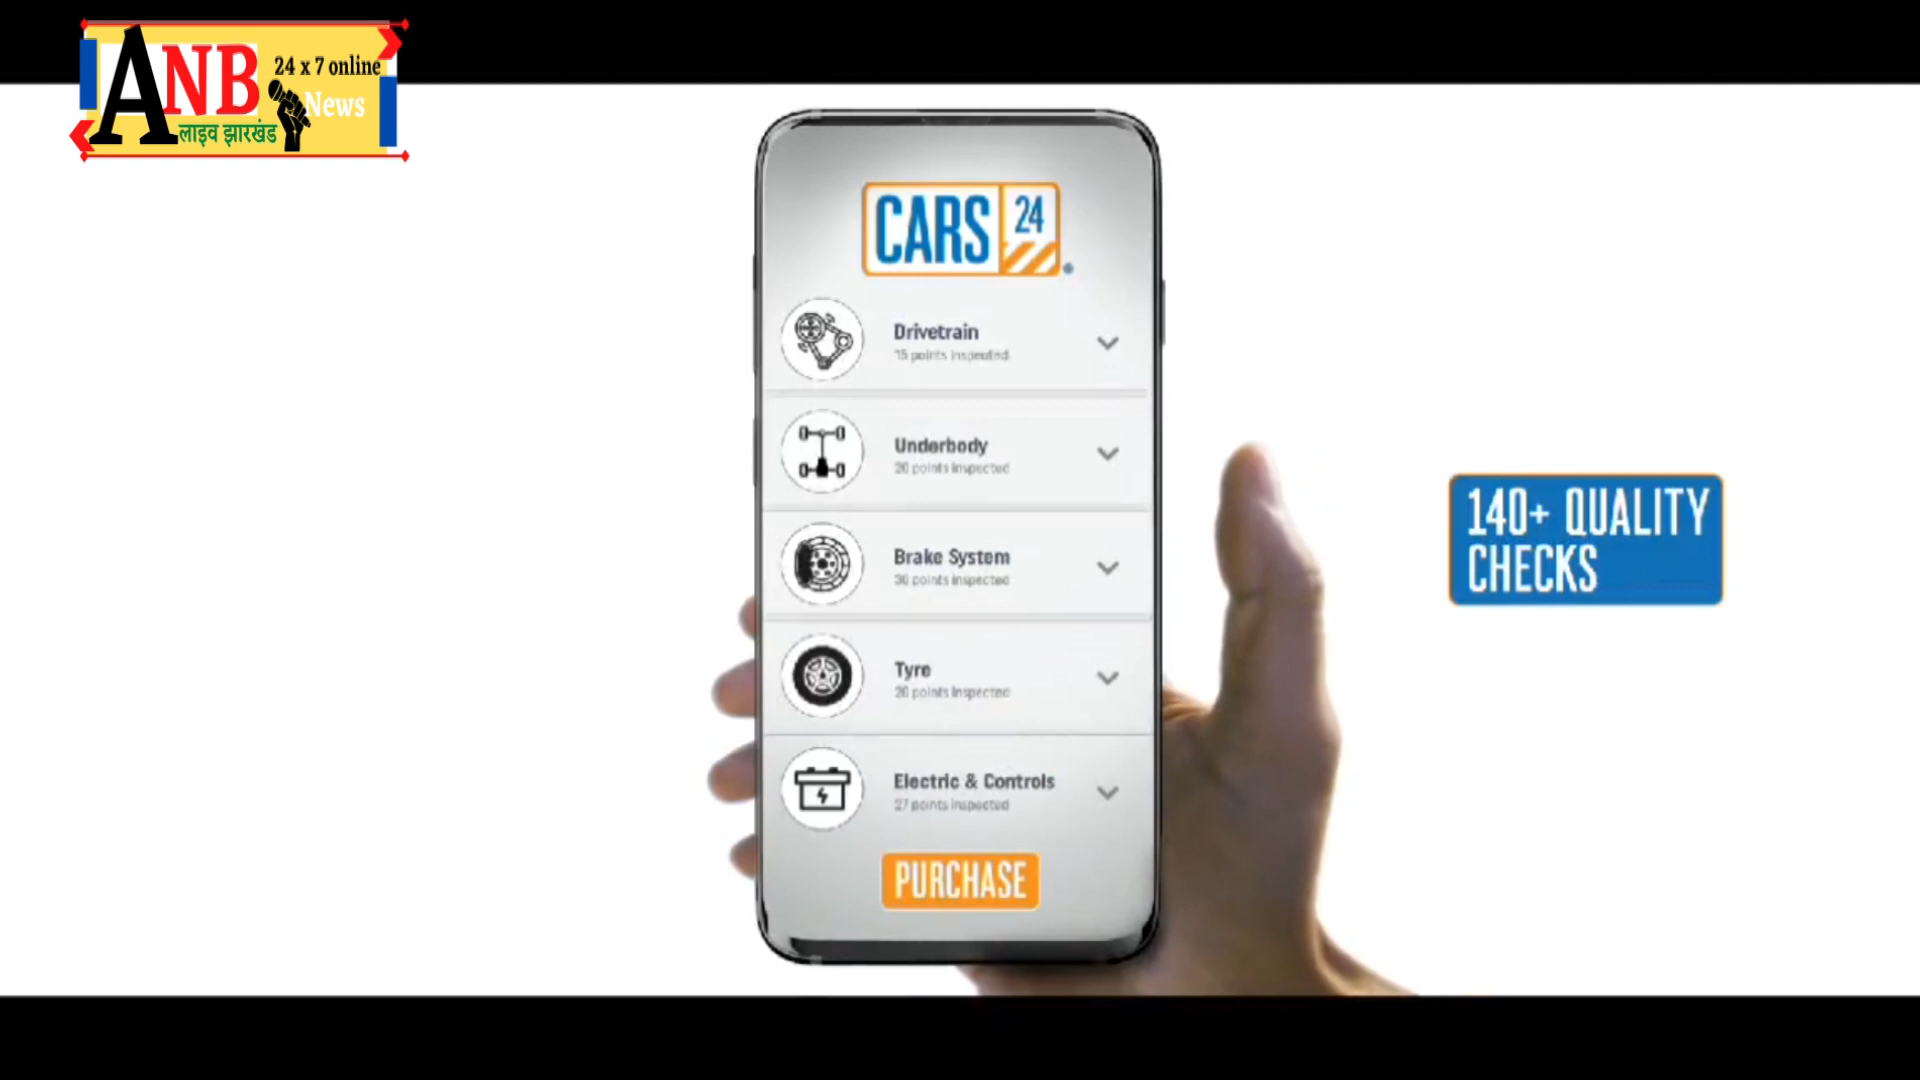 ANB
24 x 7 online
News
लाइव झारखंड
CARS
24
Drivetrain
15 points inspected
Underbody
20 points inspected
Brake System
30 points inspected
140+ QUALITY
CHECKS
Tyre
20 points inspected
Electric & Controls
27 points inspected
PURCHASE